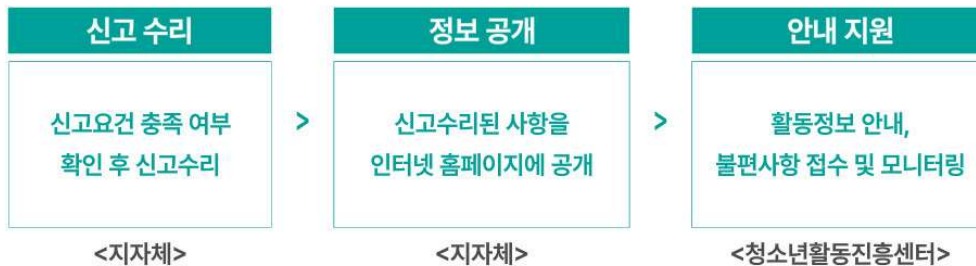 신고 수리
신고요건 충족 여부
확인 후 신고수리
<지자체>
>
정보 공개
신고수리된 사항을
인터넷 홈페이지에 공개
<지자체>
>
안내 지원
활동정보 안내,
불편사항 접수 및 모니터링
<청소년활동진흥센터>